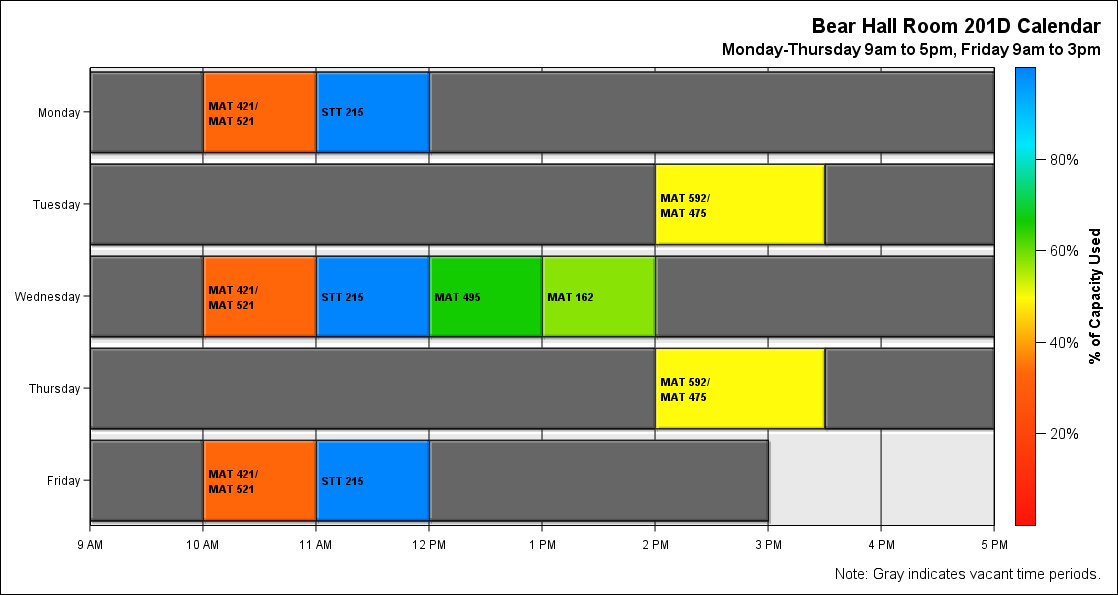 Bear Hall Room 201D Calendar
Monday-Thursday 9am to 5pm, Friday 9am to 3pm
Monday
MAT 421/
MAT 521
STT 215
Tuesday
MAT 592/
MAT 475
Wednesday
MAT 421/
MAT 521
STT 215
MAT 495
MAT 162
Thursday
MAT 592/
MAT 475
Friday
MAT 421/
MAT 521
STT 215
9 AM 10 AM 11 AM 12 PM 1 PM 2 PM 3 PM 4 PM 5 PM
80%
60%
40%
20%
% of Capacity Used
Note: Gray indicates vacant time periods.